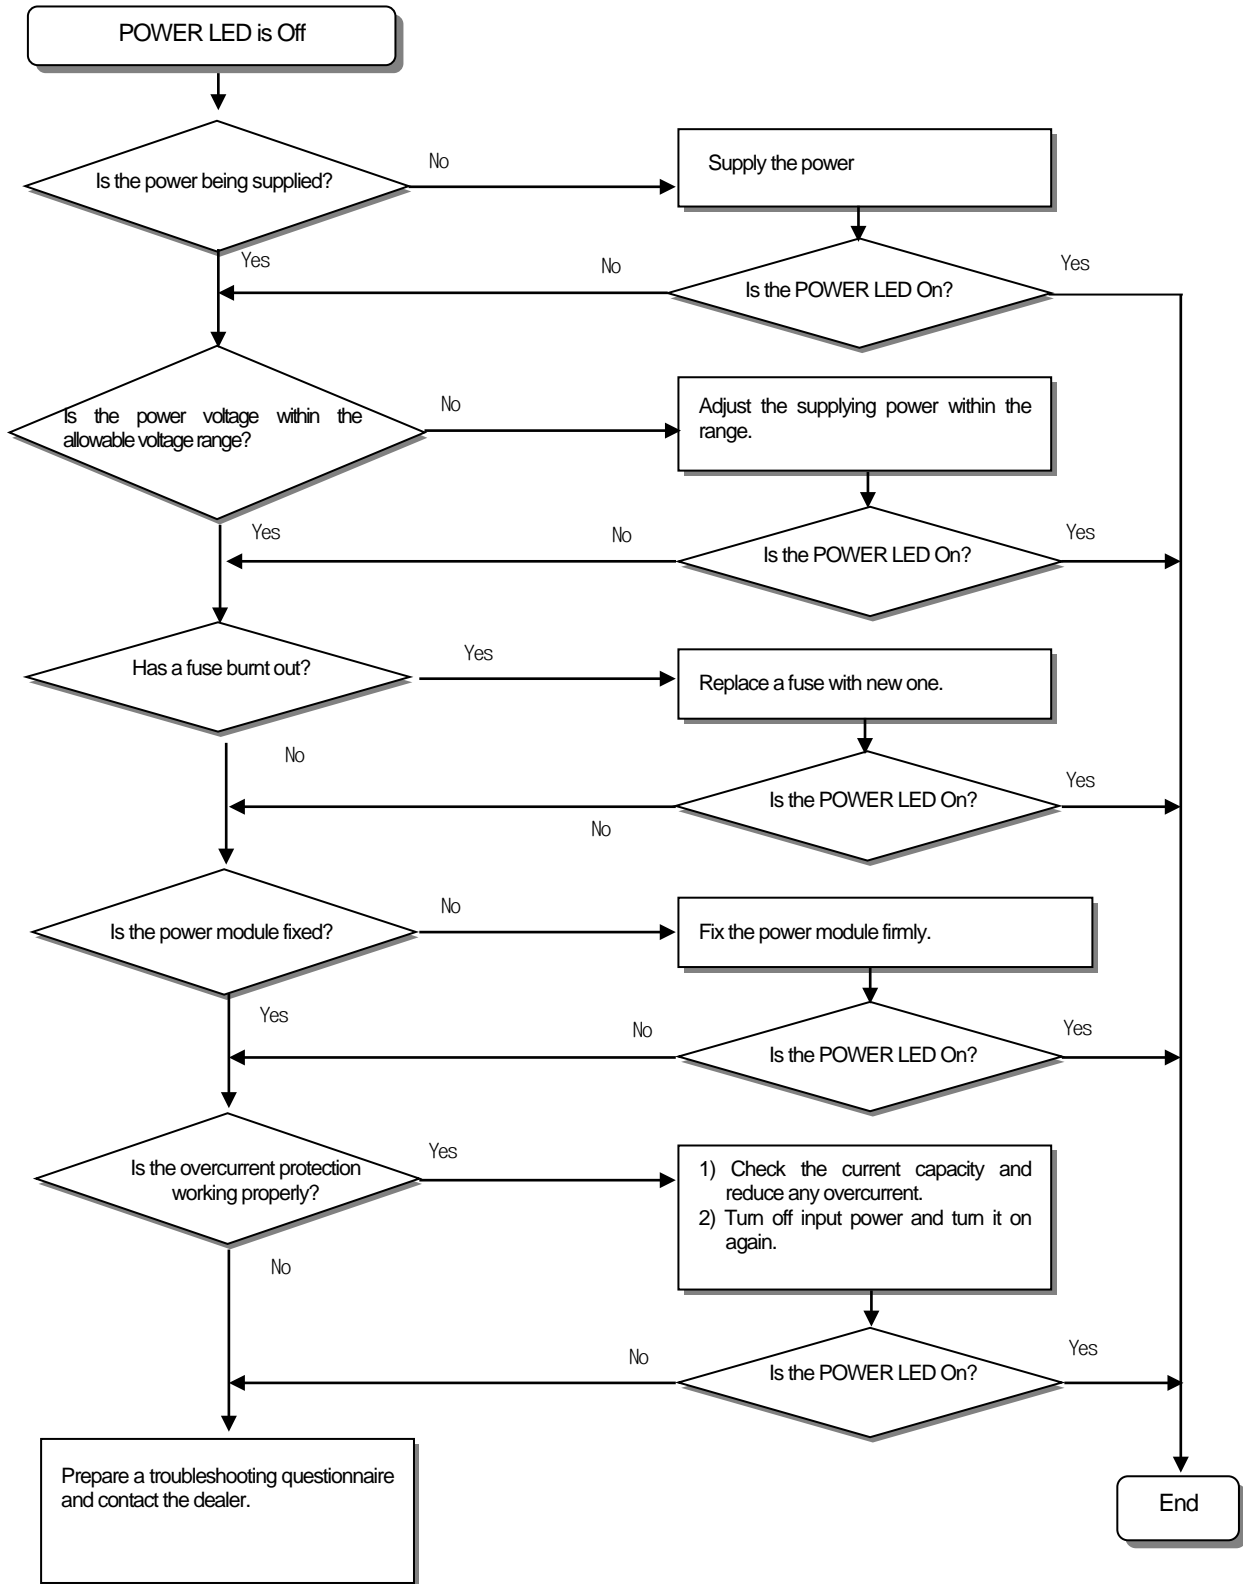 POWER LED is Off
Is the power being supplied?
No
Supply the power
Yes
No
Is the POWER LED On?
Yes
Is the power voltage within the
allowable voltage range?
No
Adjust the supplying power within the
range.
Yes
No
Is the POWER LED On?
Yes
Has a fuse burnt out?
Yes
Replace a fuse with new one.
No
No
Is the POWER LED On?
Yes
Is the power module fixed?
No
Fix the power module firmly.
Yes
No
Is the POWER LED On?
Yes
Is the overcurrent protection
working properly?
Yes
1) Check the current capacity and
reduce any overcurrent.
2) Turn off input power and turn it on
again.
No
No
Is the POWER LED On?
Yes
Prepare a troubleshooting questionnaire
and contact the dealer.
End